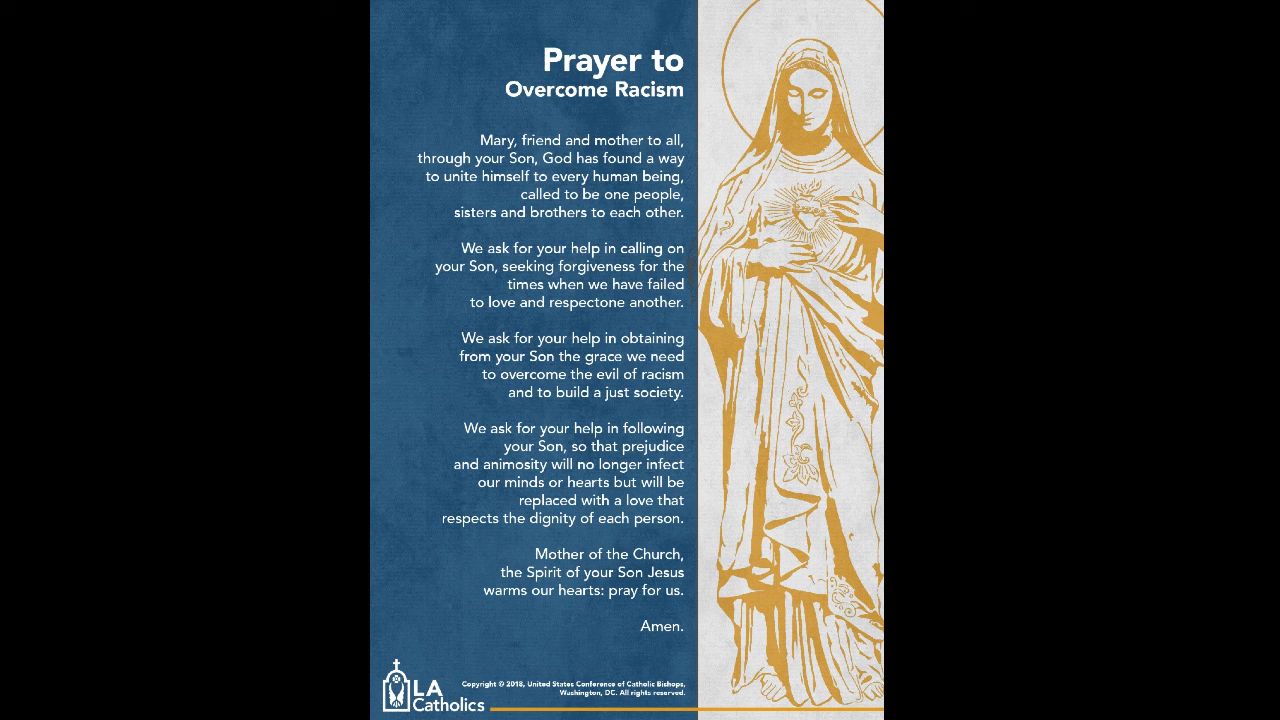 Prayer to
Overcome Racism
Mary, friend and mother to all,
through your Son, God has found a way
to unite himself to every human being,
called to be one people,
sisters and brothers to each other.
We ask for your help in calling on
your Son, seeking forgiveness for the
times when we have failed
to love and respectone another.
We ask for your help in obtaining
from your Son the grace we need
to overcome the evil of racism
and to build a just society.
We ask for your help in following
your Son, so that prejudice
and animosity will no longer infect
our minds or hearts but will be
replaced with a love that
respects the dignity of each person.
Mother of the Church,
the Spirit of your Son Jesus
warms our hearts: pray for us.
Amen.
LA
Catholics
Copyright © 2018, United States Conference of Catholic Bishops,
Washington, DC. All rights reserved.